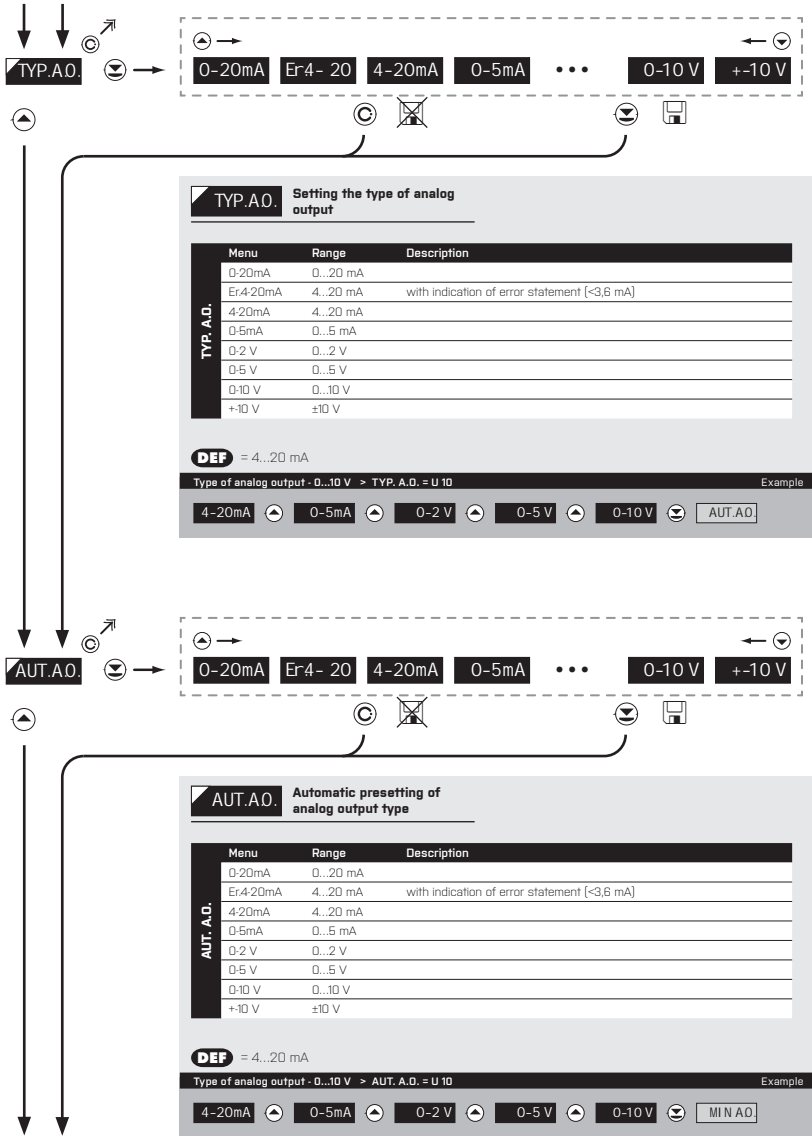 TYP.A.O.
0-20mA Er.4-20 4-20mA 0-5mA ••• 0-10 V +-10 V
TYP.A.O. Setting the type of analog
output
Menu Range Description
TYP. A.O.
0-20mA 0...20 mA
Er.4-20mA 4...20 mA with indication of error statement (<3,6 mA)
4-20mA 4...20 mA
0-5mA 0...5 mA
0-2 V 0...2 V
0-5 V 0...5 V
0-10 V 0...10 V
+-10 V ±10 V
DEF = 4...20 mA
Type of analog output - 0...10 V > TYP. A.O. = U 10 Example
4-20mA 0-5mA 0-2 V 0-5 V 0-10 V AUT.A.O.
AUT.A.O.
0-20mA Er.4-20 4-20mA 0-5mA ••• 0-10 V +-10 V
AUT.A.O. Automatic presetting of
analog output type
Menu Range Description
AUT. A.O.
0-20mA 0...20 mA
Er.4-20mA 4...20 mA with indication of error statement (<3,6 mA)
4-20mA 4...20 mA
0-5mA 0...5 mA
0-2 V 0...2 V
0-5 V 0...5 V
0-10 V 0...10 V
+-10 V ±10 V
DEF = 4...20 mA
Type of analog output - 0...10 V > AUT. A.O. = U 10 Example
4-20mA 0-5mA 0-2 V 0-5 V 0-10 V MIN A.O.